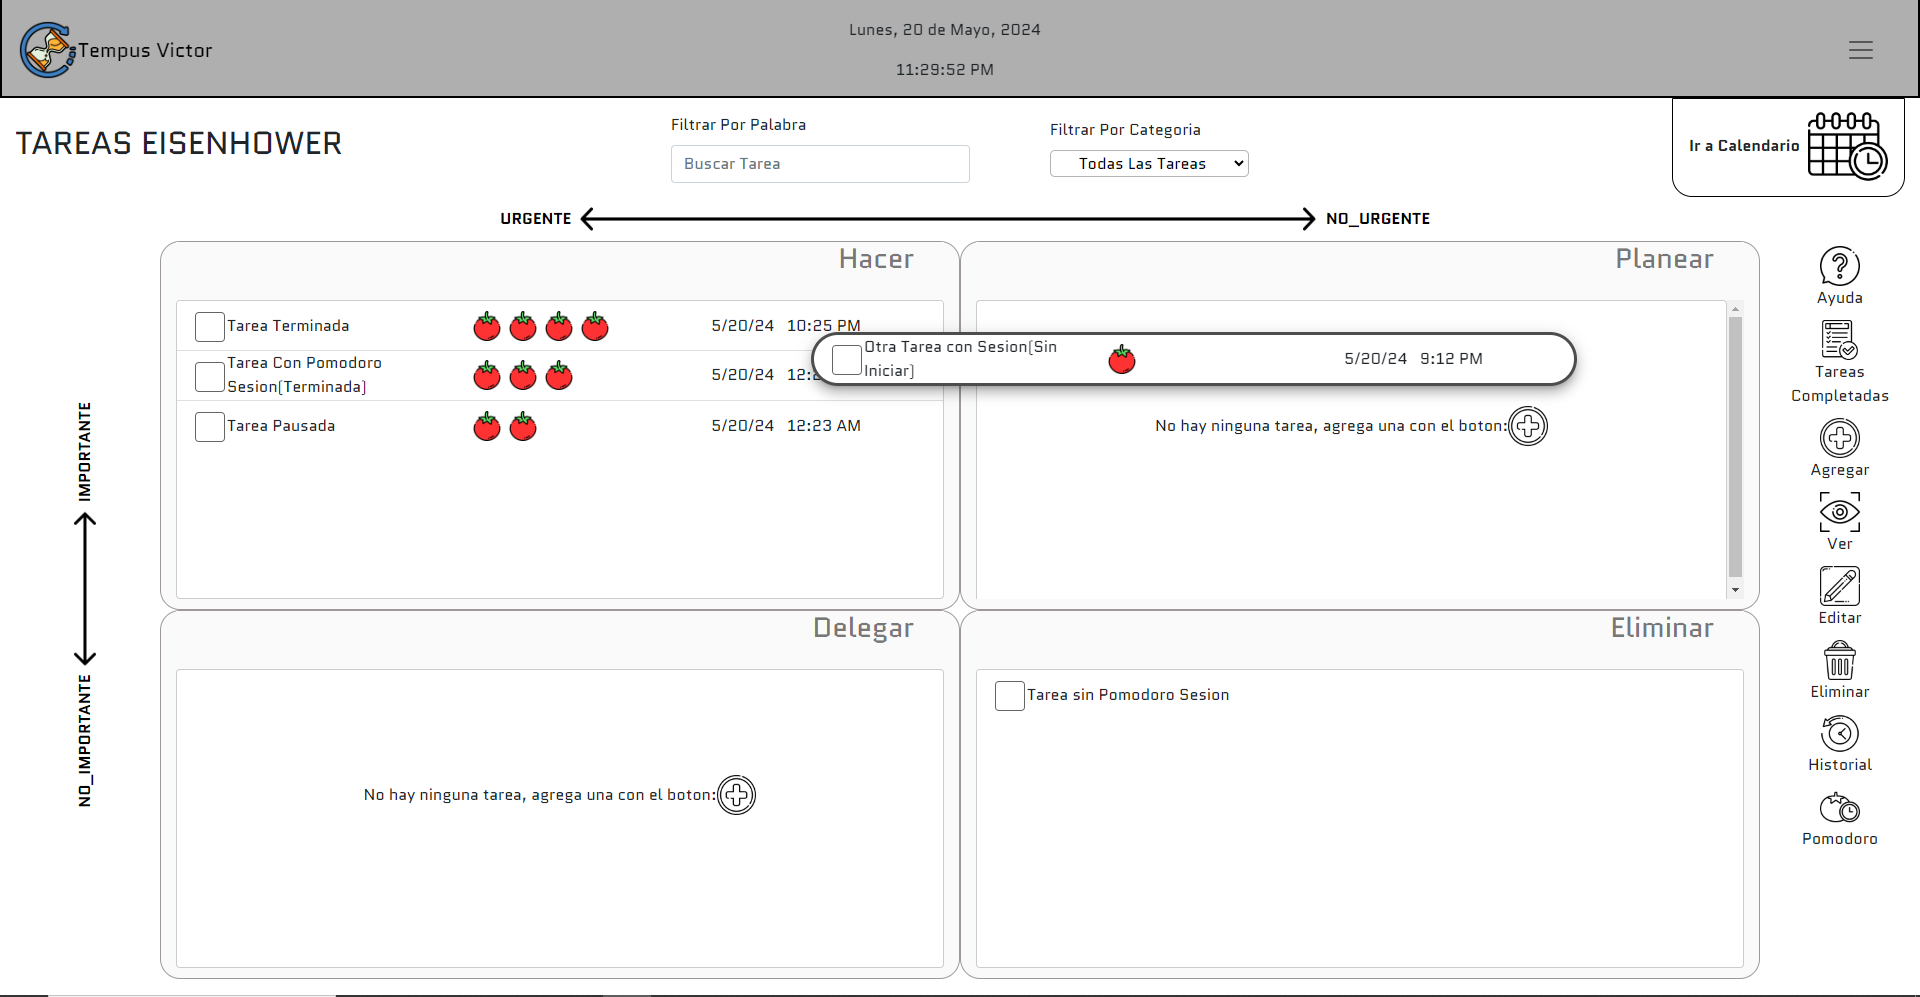 Tempus Victor
Lunes, 20 de Mayo, 2024
11:29:52 PM
TAREAS EISENHOWER
Filtrar Por Palabra
Buscar Tarea
Filtrar Por Categoria
Todas Las Tareas
Ir a Calendario
URGENTE
NO_URGENTE
IMPORTANTE
NO_IMPORTANTE
Hacer
Tarea Terminada
5/20/24 10:25 PM
Tarea Con Pomodoro
Sesion(Terminada)
5/20/24
Tarea Pausada
5/20/24 12:23 AM
Planear
Otra Tarea con Sesion(Sin
Iniciar)
5/20/24 9:12 PM
No hay ninguna tarea, agrega una con el boton:
Delegar
No hay ninguna tarea, agrega una con el boton:
Eliminar
Tarea sin Pomodoro Sesion
Ayuda
Tareas
Completadas
Agregar
Ver
Editar
Eliminar
Historial
Pomodoro